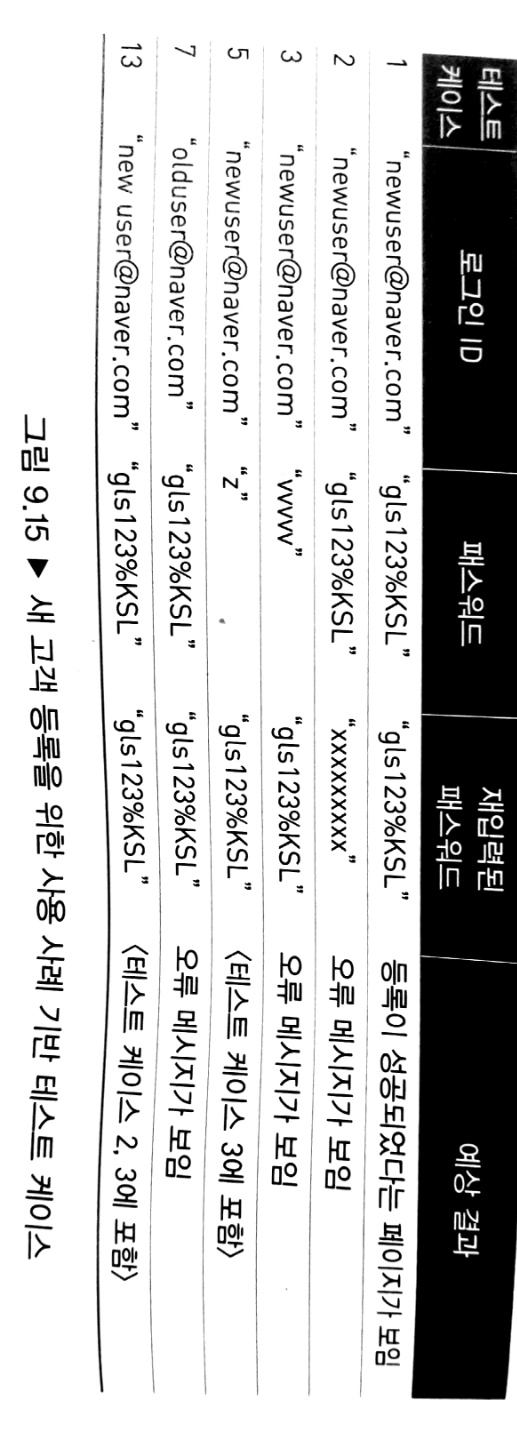 테스트 케이스 로그인 ID 패스워드 재입력된 패스워드 예상 결과
1 “newuser@naver.com” “gls123%KSL” “gls123%KSL” 등록이 성공되었다는 페이지가 보임
2 “newuser@naver.com” “gls123%KSL” “xxxxxxxxx” 오류 메시지가 보임
3 “newuser@naver.com” “vvvvv” “gls123%KSL” 오류 메시지가 보임
5 “newuser@naver.com” “z” “gls123%KSL” 〈테스트 케이스 3에 포함〉
7 “olduser@naver.com” “gls123%KSL” “gls123%KSL” 오류 메시지가 보임
13 “new user@naver.com” “gls123%KSL” “gls123%KSL” 〈테스트 케이스 2, 3에 포함〉
그림 9.15 ▶ 새 고객 등록을 위한 사용 사례 기반 테스트 케이스